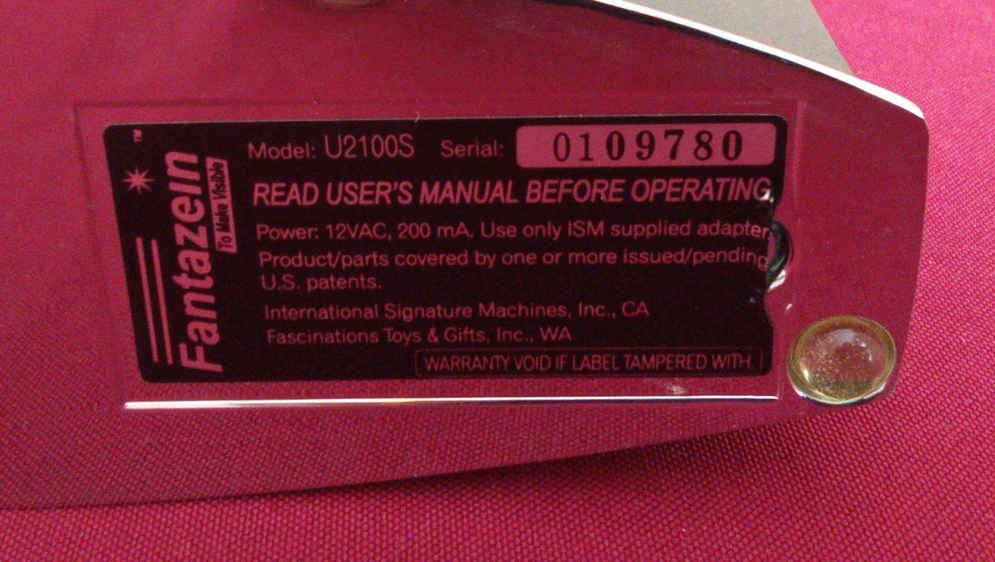 Fantazein™
To Make Visible
Model: U2100S Serial: 0109780
READ USER'S MANUAL BEFORE OPERATING.
Power: 12VAC, 200 mA. Use only ISM supplied adapter.
Product/parts covered by one or more issued/pending
U.S. patents.
International Signature Machines, Inc., CA
Fascinations Toys & Gifts, Inc., WA
WARRANTY VOID IF LABEL TAMPERED WITH.